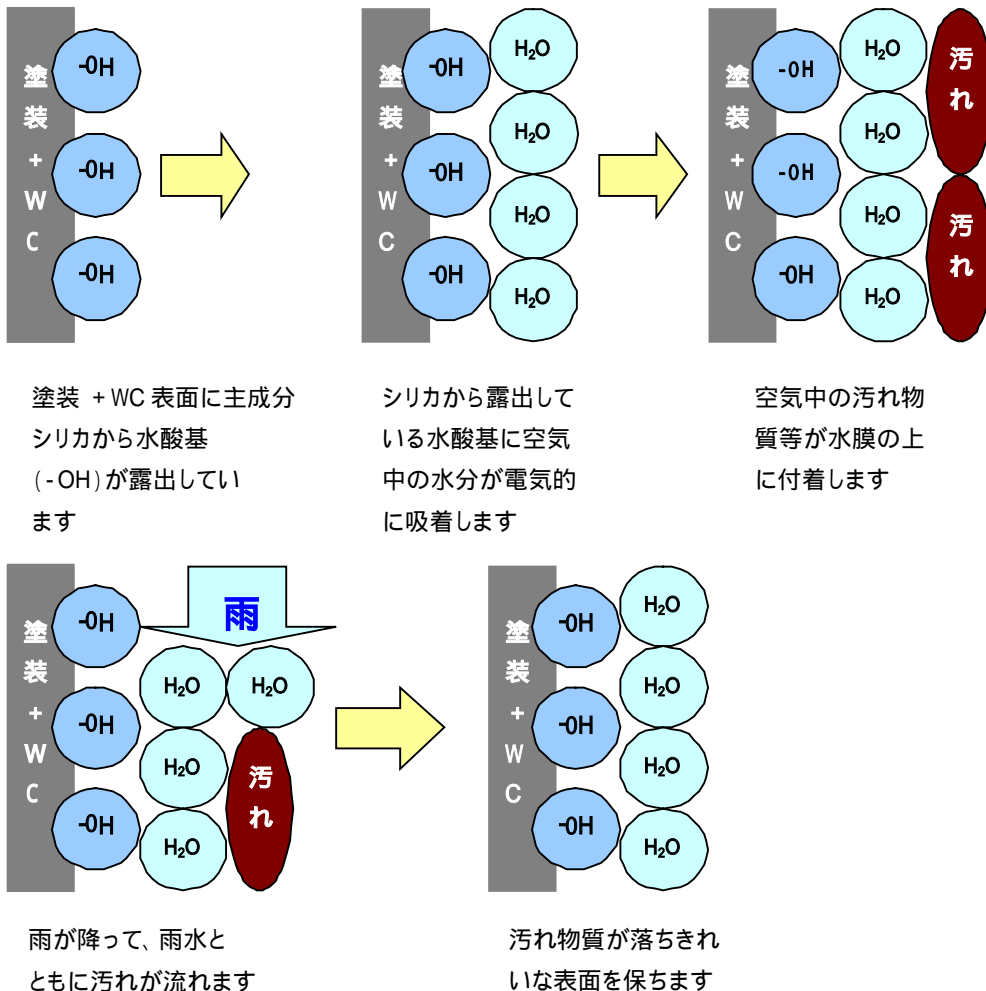 塗装+WC
-OH
-OH
-OH
塗装+WC
-OH
-OH
-OH
H₂O
H₂O
H₂O
H₂O
塗装+WC
-OH
-OH
-OH
H₂O
H₂O
H₂O
H₂O
汚れ
汚れ
塗装 +WC 表面に主成分
シリカから水酸基
(-OH)が露出してい
ます
シリカから露出して
いる水酸基に空気
中の水分が電気的
に吸着します
空気中の汚れ物
質等が水膜の上
に付着します
塗装+WC
-OH
-OH
-OH
雨
H₂O
H₂O
H₂O
H₂O
汚れ
塗装+WC
-OH
-OH
-OH
H₂O
H₂O
H₂O
H₂O
雨が降って、雨水と
ともに汚れが流れます
汚れ物質が落ちきれ
いな表面を保ちます